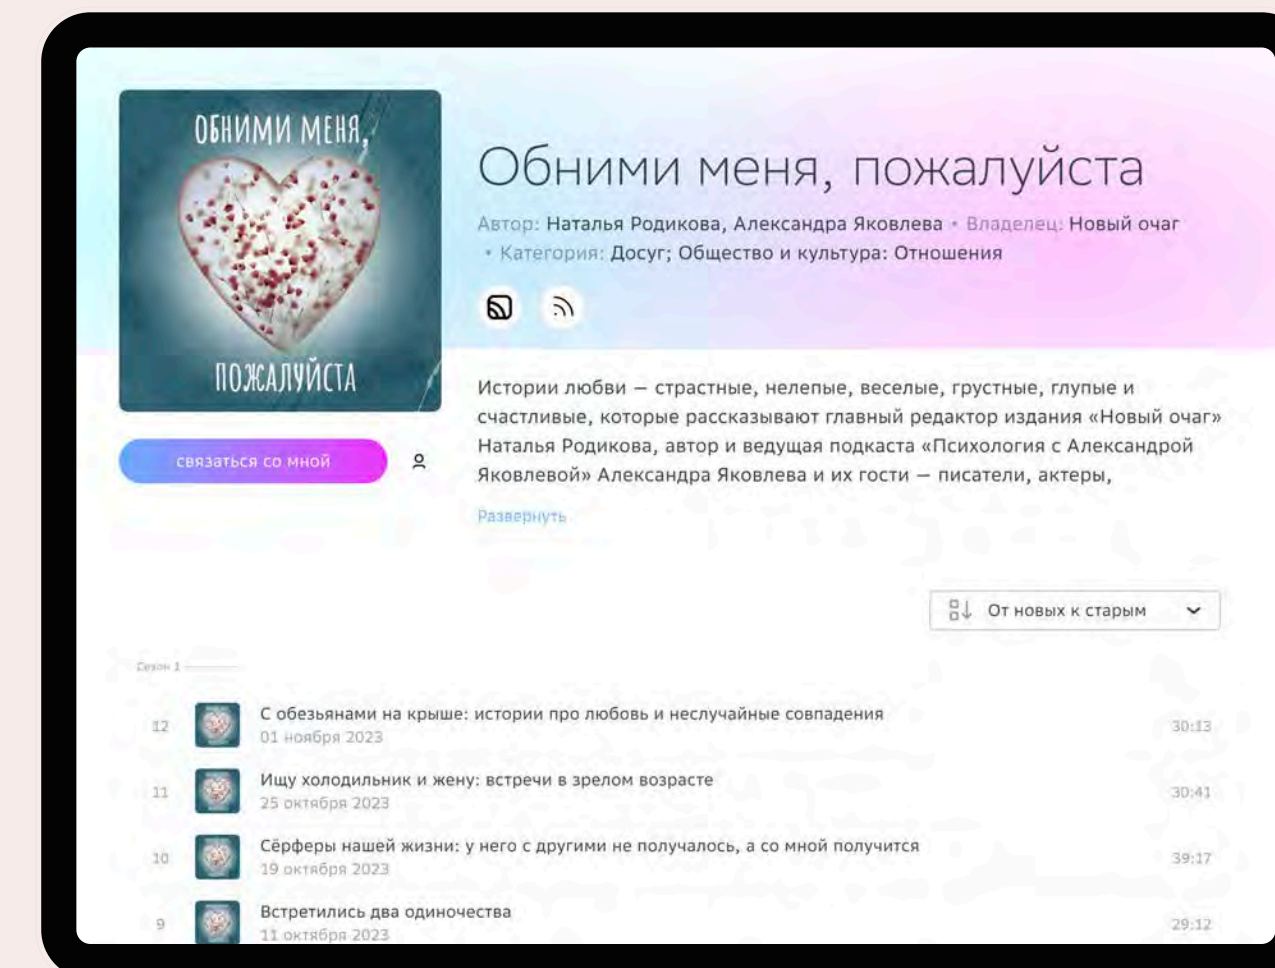 ОБНИМИ МЕНЯ,
ПОЖАЛУЙСТА
Обними меня, пожалуйста
Автор: Наталья Родикова, Александра Яковлева • Владелец: Новый очаг
• Категория: Досуг; Общество и культура: Отношения
Истории любви — страстные, нелепые, веселые, грустные, глупые и
счастливые, которые рассказывают главный редактор издания «Новый очаг»
Наталья Родикова, автор и ведущая подкаста «Психология с Александрой
Яковлевой» Александра Яковлева и их гости — писатели, актеры,
Развернуть
связаться со мной
От новых к старым
Сезон 1
12 С обезьянами на крыше: истории про любовь и неслучайные совпадения 30:13
01 ноября 2023
11 Ищу холодильник и жену: встречи в зрелом возрасте 30:41
25 октября 2023
10 Сёрферы нашей жизни: у него с другими не получалось, а со мной получится 39:17
19 октября 2023
9 Встретились два одиночества 29:12
11 октября 2023